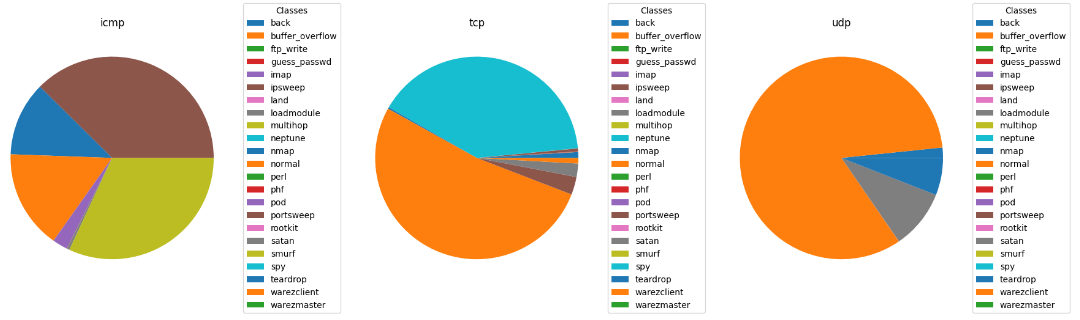 icmp
Classes
back
buffer_overflow
ftp_write
guess_passwd
imap
ipsweep
land
loadmodule
multihop
neptune
nmap
normal
perl
phf
pod
portsweep
rootkit
satan
smurf
spy
teardrop
warezclient
warezmaster
tcp
Classes
back
buffer_overflow
ftp_write
guess_passwd
imap
ipsweep
land
loadmodule
multihop
neptune
nmap
normal
perl
phf
pod
portsweep
rootkit
satan
smurf
spy
teardrop
warezclient
warezmaster
udp
Classes
back
buffer_overflow
ftp_write
guess_passwd
imap
ipsweep
land
loadmodule
multihop
neptune
nmap
normal
perl
phf
pod
portsweep
rootkit
satan
smurf
spy
teardrop
warezclient
warezmaster